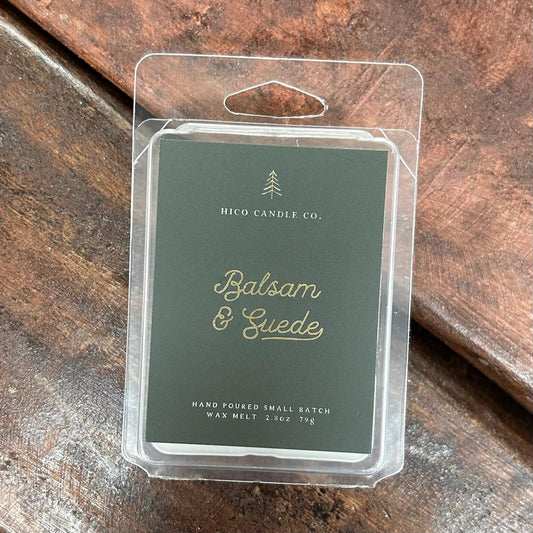 HICO CANDLE CO.
Balsam
& Suede
HAND POURED SMALL BATCH
WAX MELT 2.8oz 79g